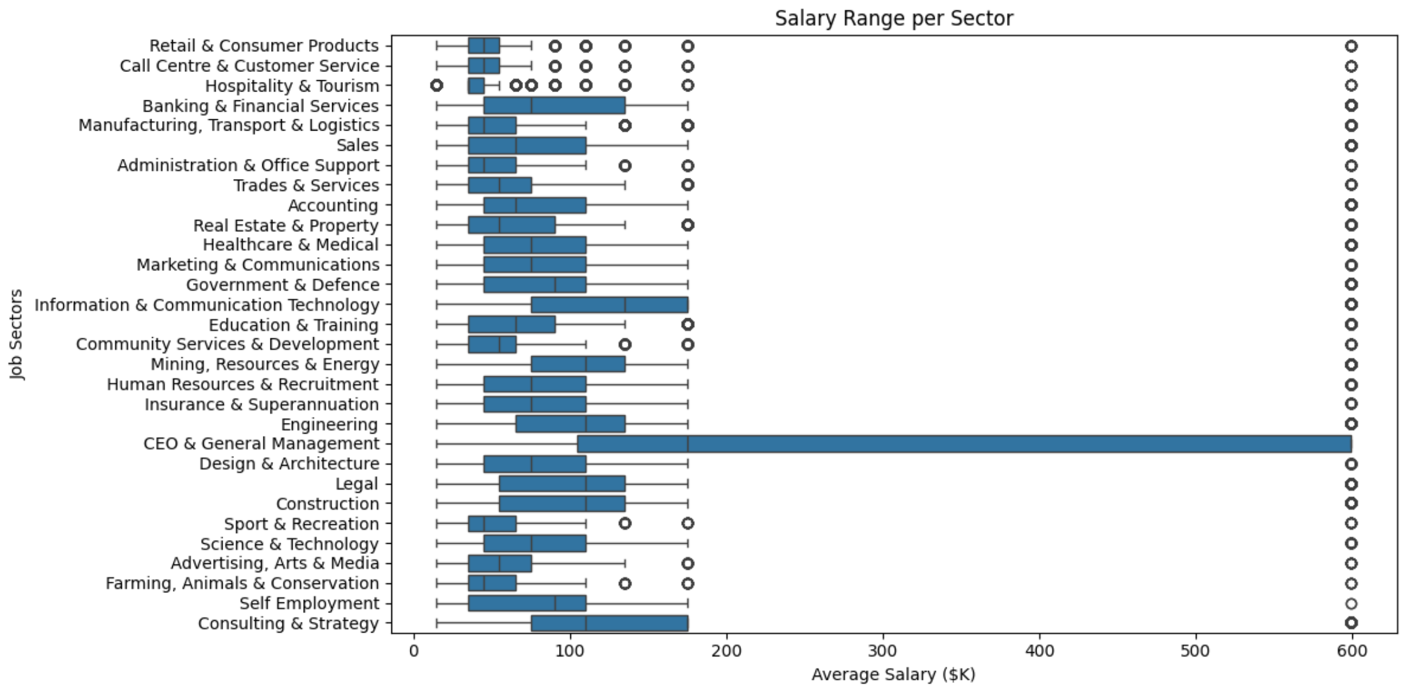 Salary Range per Sector
Retail & Consumer Products
Call Centre & Customer Service
Hospitality & Tourism
Banking & Financial Services
Manufacturing, Transport & Logistics
Sales
Administration & Office Support
Trades & Services
Accounting
Real Estate & Property
Healthcare & Medical
Marketing & Communications
Government & Defence
Information & Communication Technology
Education & Training
Community Services & Development
Mining, Resources & Energy
Human Resources & Recruitment
Insurance & Superannuation
Engineering
CEO & General Management
Design & Architecture
Legal
Construction
Sport & Recreation
Science & Technology
Advertising, Arts & Media
Farming, Animals & Conservation
Self Employment
Consulting & Strategy
Job Sectors
0 100 200 300 400 500 600
Average Salary ($K)